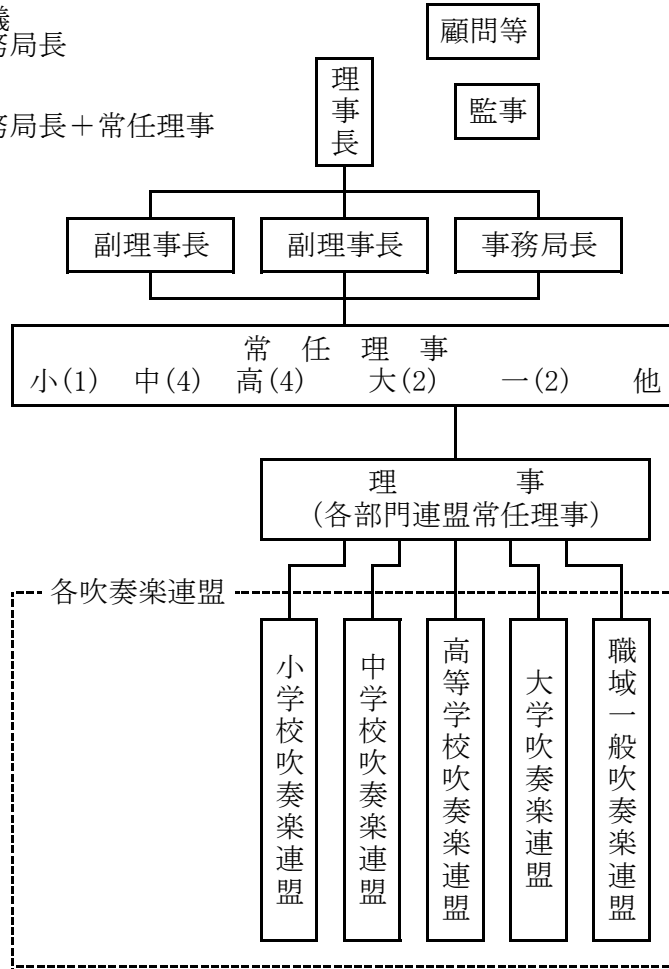 議
務局長
顧問等
理事長
監事
務局長＋常任理事
副理事長
副理事長
事務局長
常任理事
小(1) 中(4) 高(4) 大(2) 一(2) 他
理事
(各部門連盟常任理事)
各吹奏楽連盟
小学校吹奏楽連盟
中学校吹奏楽連盟
高等学校吹奏楽連盟
大学吹奏楽連盟
職域一般吹奏楽連盟